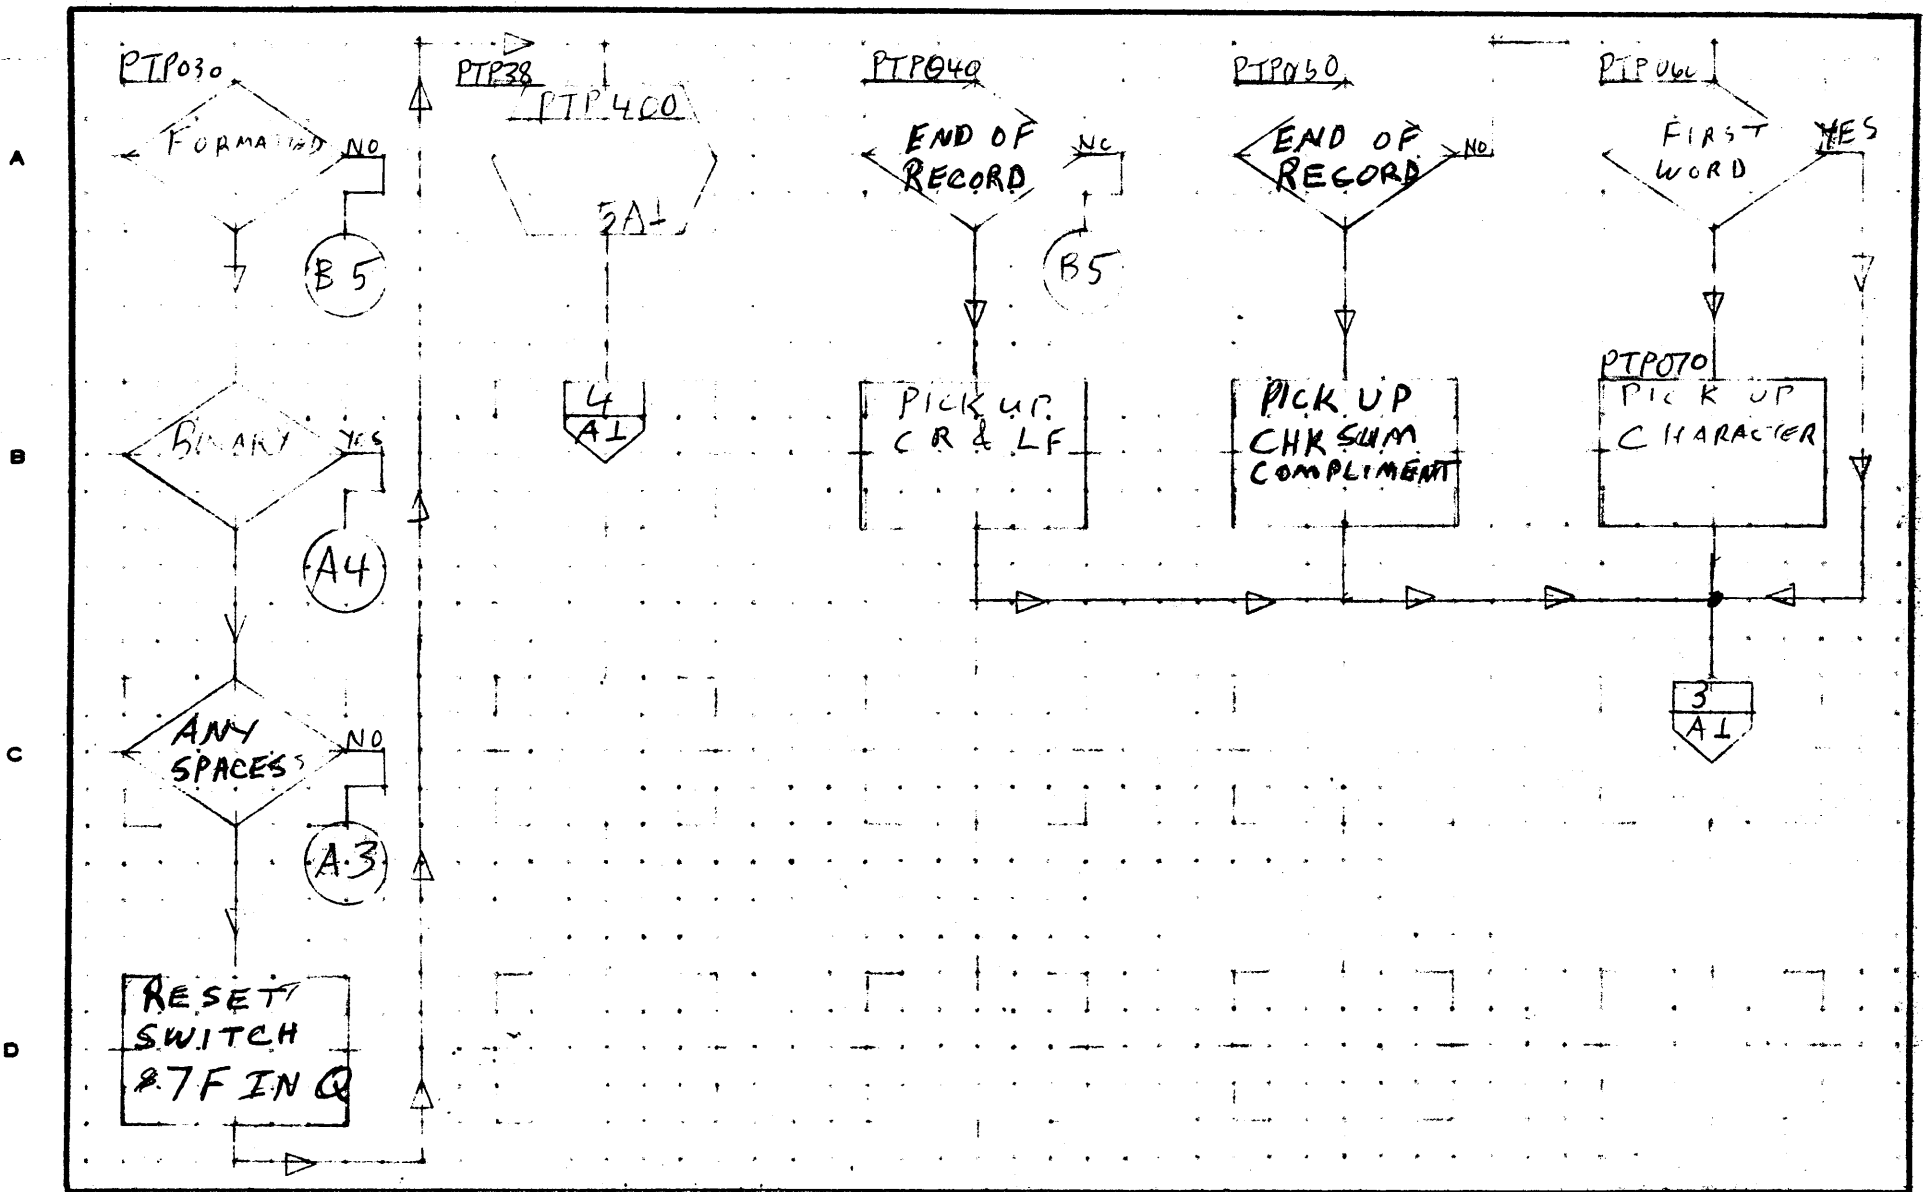 PTP030
FORMATTED
NO
B5
BINARY
YES
A4
ANY
SPACES
NO
A3
RESET
SWITCH
$7F IN Q
PTP38
PTP400
5A1
4
A1
PTP040
END OF
RECORD
NO
B5
PICK UP
CR & LF
PTP050
END OF
RECORD
NO
PICK UP
CHKSUM
COMPLIMENT
PTP060
FIRST
WORD
YES
PTP070
PICK UP
CHARACTER
3
A1
A
B
C
D